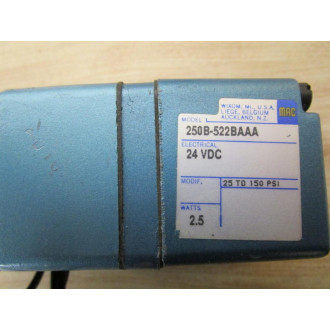 WIXOM, MI., U.S.A.
LIEGE, BELGIUM
AUCKLAND, N.Z.
MAC
MODEL
250B-522BAAA
ELECTRICAL
24 VDC
MODIF.
25 TO 150 PSI
WATTS
2.5